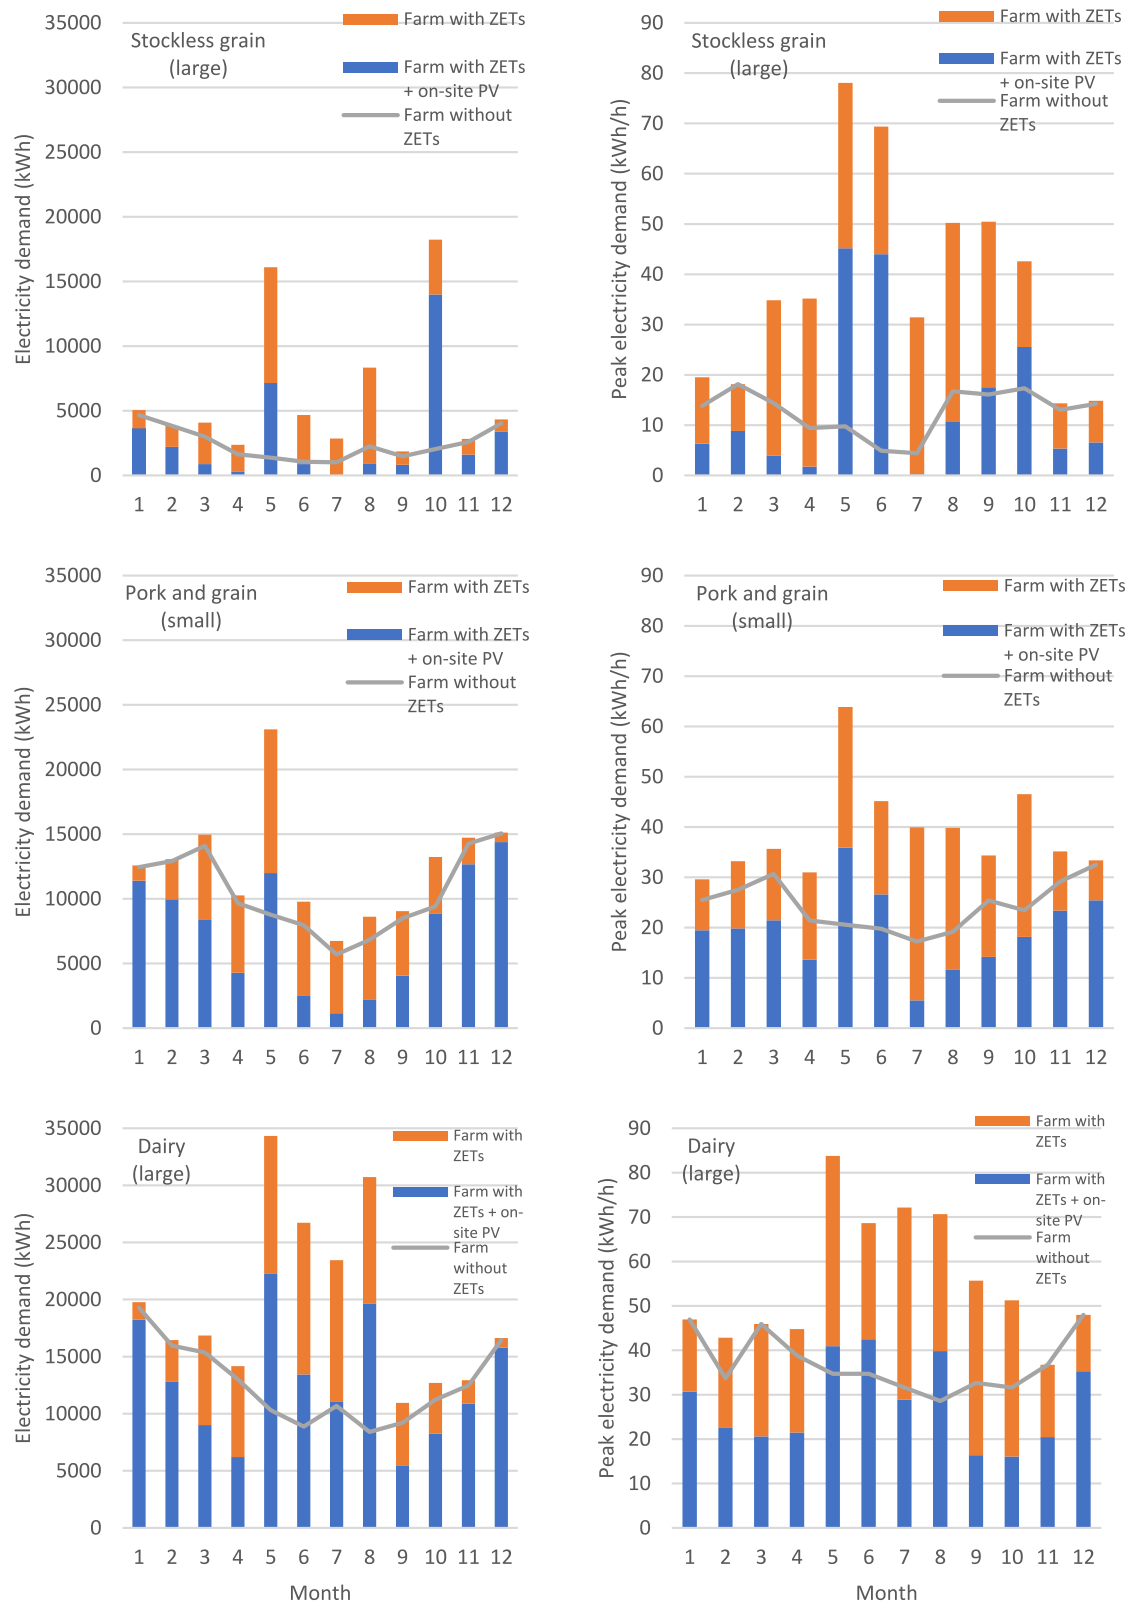 Stockless grain
(large)
Farm with ZETs
Farm with ZETs
+ on-site PV
Farm without
ZETs
Electricity demand (kWh)
35000
30000
25000
20000
15000
10000
5000
0
1 2 3 4 5 6 7 8 9 10 11 12
Stockless grain
(large)
Farm with ZETs
Farm with ZETs
+ on-site PV
Farm without
ZETs
Peak electricity demand (kWh/h)
90
80
70
60
50
40
30
20
10
0
1 2 3 4 5 6 7 8 9 10 11 12
Pork and grain
(small)
Farm with ZETs
Farm with ZETs
+ on-site PV
Farm without
ZETs
Electricity demand (kWh)
35000
30000
25000
20000
15000
10000
5000
0
1 2 3 4 5 6 7 8 9 10 11 12
Pork and grain
(small)
Farm with ZETs
Farm with ZETs
+ on-site PV
Farm without
ZETs
Peak electricity demand (kWh/h)
90
80
70
60
50
40
30
20
10
0
1 2 3 4 5 6 7 8 9 10 11 12
Dairy
(large)
Farm with
ZETs
Farm with
ZETs + on-
site PV
Farm
without
ZETs
Electricity demand (kWh)
35000
30000
25000
20000
15000
10000
5000
0
1 2 3 4 5 6 7 8 9 10 11 12
Month
Dairy
(large)
Farm with
ZETs
Farm with
ZETs + on-
site PV
Farm
without
ZETs
Peak electricity demand (kWh/h)
90
80
70
60
50
40
30
20
10
0
1 2 3 4 5 6 7 8 9 10 11 12
Month